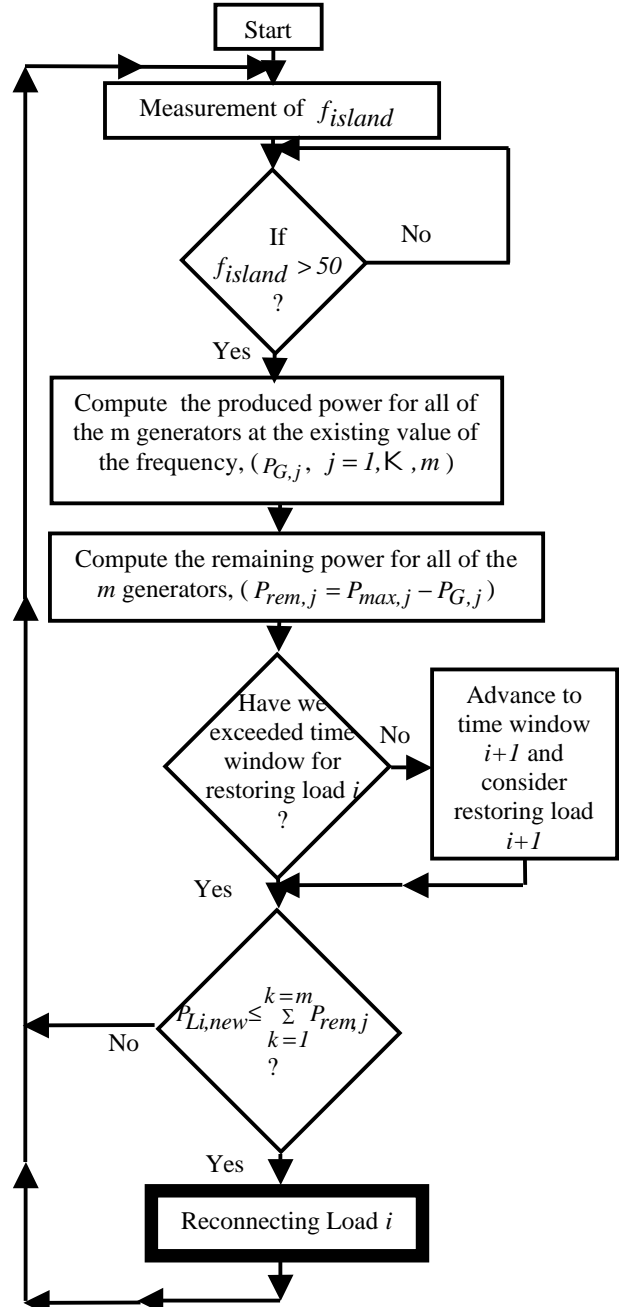 Start
Measurement of f_island
If
f_island > 50
?
No
Yes
Compute the produced power for all of
the m generators at the existing value of
the frequency, ( P_G,j , j = 1,K , m )
Compute the remaining power for all of the
m generators, ( P_rem, j = P_max, j − P_G, j )
Have we
exceeded time
window for
restoring load i
?
No
Advance to
time window
i+1 and
consider
restoring load
i+1
Yes
P_Li,new ≤ k = m Σ k = 1 P_rem, j
?
No
Yes
Reconnecting Load i